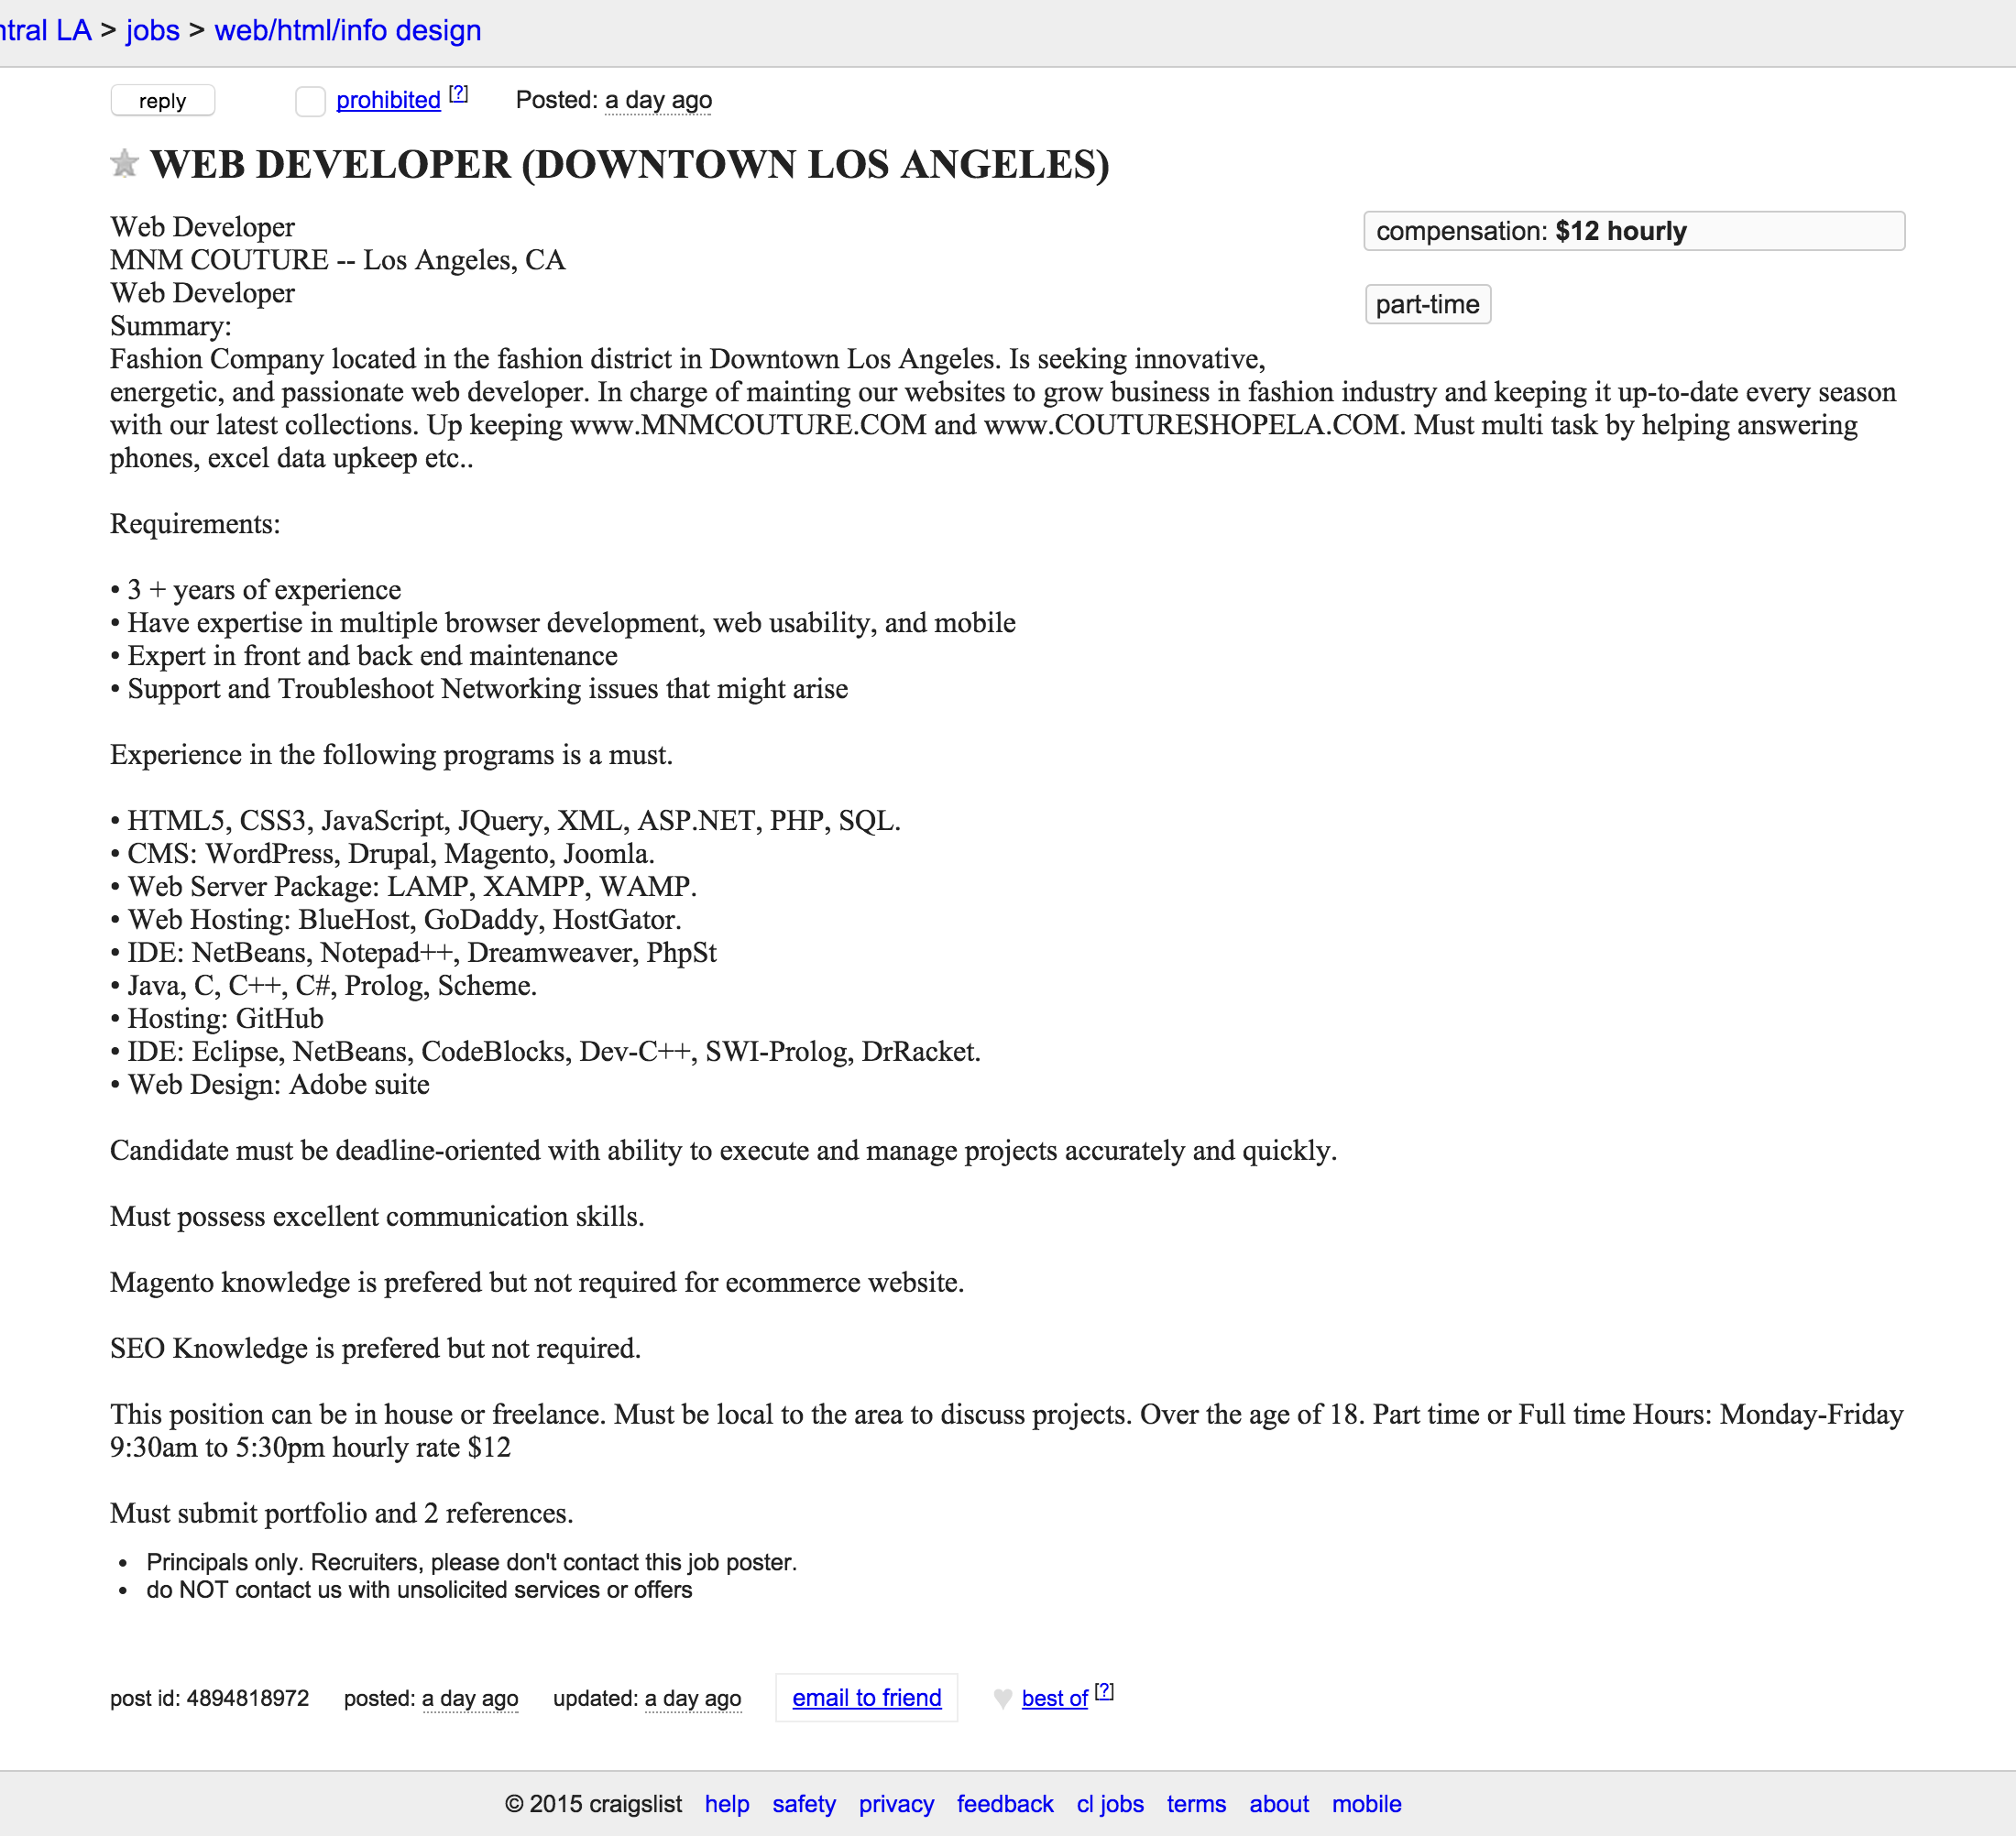 ntral LA > jobs > web/html/info design
reply prohibited [?] Posted: a day ago
WEB DEVELOPER (DOWNTOWN LOS ANGELES)
compensation: $12 hourly
part-time
Web Developer
MNM COUTURE -- Los Angeles, CA
Web Developer
Summary:
Fashion Company located in the fashion district in Downtown Los Angeles. Is seeking innovative,
energetic, and passionate web developer. In charge of mainting our websites to grow business in fashion industry and keeping it up-to-date every season
with our latest collections. Up keeping www.MNMCOUTURE.COM and www.COUTURESHOPELA.COM. Must multi task by helping answering
phones, excel data upkeep etc..
Requirements:
• 3 + years of experience
• Have expertise in multiple browser development, web usability, and mobile
• Expert in front and back end maintenance
• Support and Troubleshoot Networking issues that might arise
Experience in the following programs is a must.
• HTML5, CSS3, JavaScript, JQuery, XML, ASP.NET, PHP, SQL.
• CMS: WordPress, Drupal, Magento, Joomla.
• Web Server Package: LAMP, XAMPP, WAMP.
• Web Hosting: BlueHost, GoDaddy, HostGator.
• IDE: NetBeans, Notepad++, Dreamweaver, PhpSt
• Java, C, C++, C#, Prolog, Scheme.
• Hosting: GitHub
• IDE: Eclipse, NetBeans, CodeBlocks, Dev-C++, SWI-Prolog, DrRacket.
• Web Design: Adobe suite
Candidate must be deadline-oriented with ability to execute and manage projects accurately and quickly.
Must possess excellent communication skills.
Magento knowledge is prefered but not required for ecommerce website.
SEO Knowledge is prefered but not required.
This position can be in house or freelance. Must be local to the area to discuss projects. Over the age of 18. Part time or Full time Hours: Monday-Friday
9:30am to 5:30pm hourly rate $12
Must submit portfolio and 2 references.
• Principals only. Recruiters, please don't contact this job poster.
• do NOT contact us with unsolicited services or offers
post id: 4894818972 posted: a day ago updated: a day ago email to friend best of [?]
© 2015 craigslist help safety privacy feedback cl jobs terms about mobile